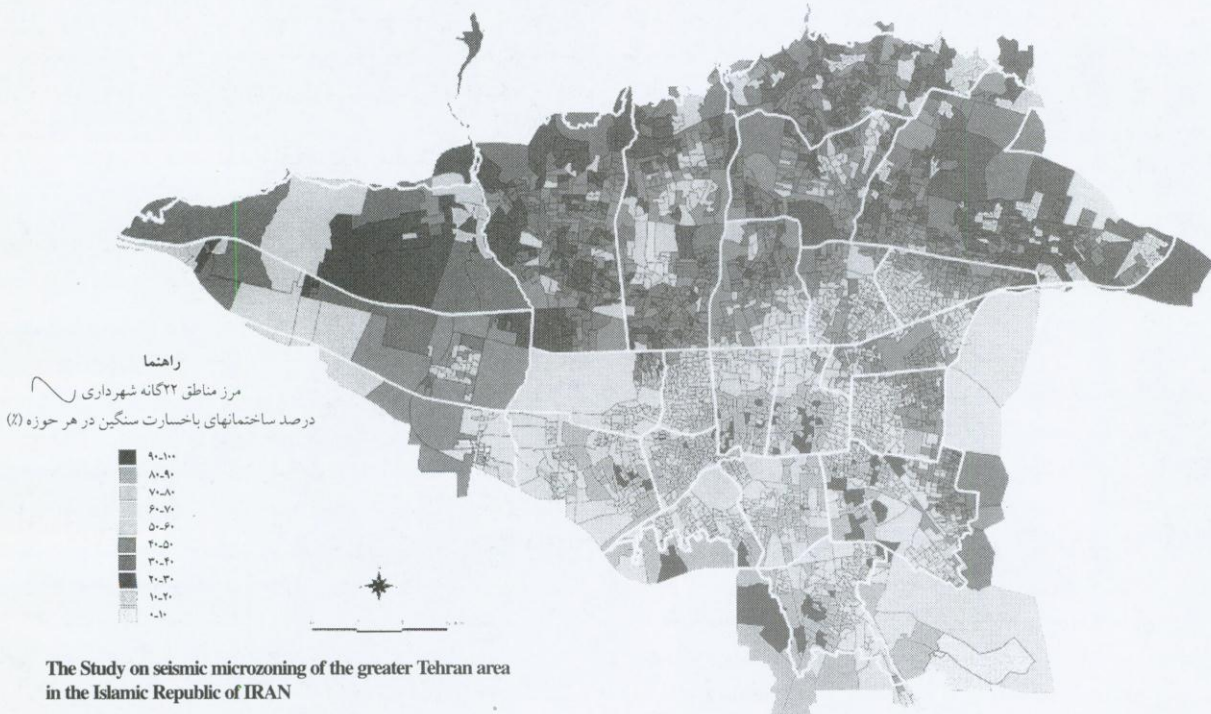 راهنما
مرز مناطق ۲۲گانه شهرداری
درصد ساختمانهای باخسارت سنگین در هر حوزه (٪)
۹۰-۱۰۰
۸۰-۹۰
۷۰-۸۰
۶۰-۷۰
۵۰-۶۰
۴۰-۵۰
۳۰-۴۰
۲۰-۳۰
۱۰-۲۰
۰-۱۰
The Study on seismic microzoning of the greater Tehran area
in the Islamic Republic of IRAN